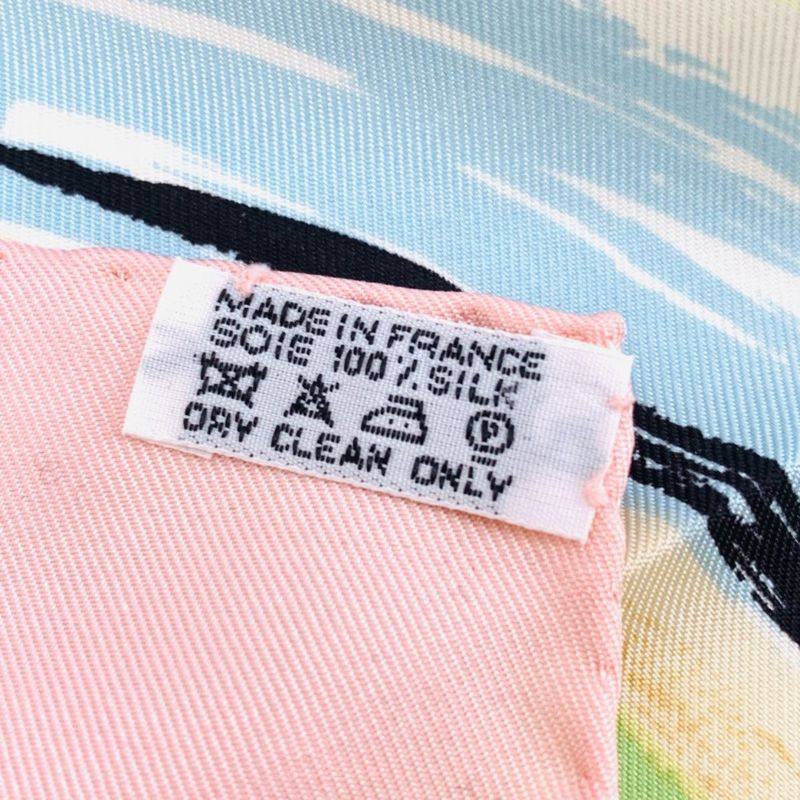 MADE IN FRANCE
SOIE 100 % SILK
P
DRY CLEAN ONLY